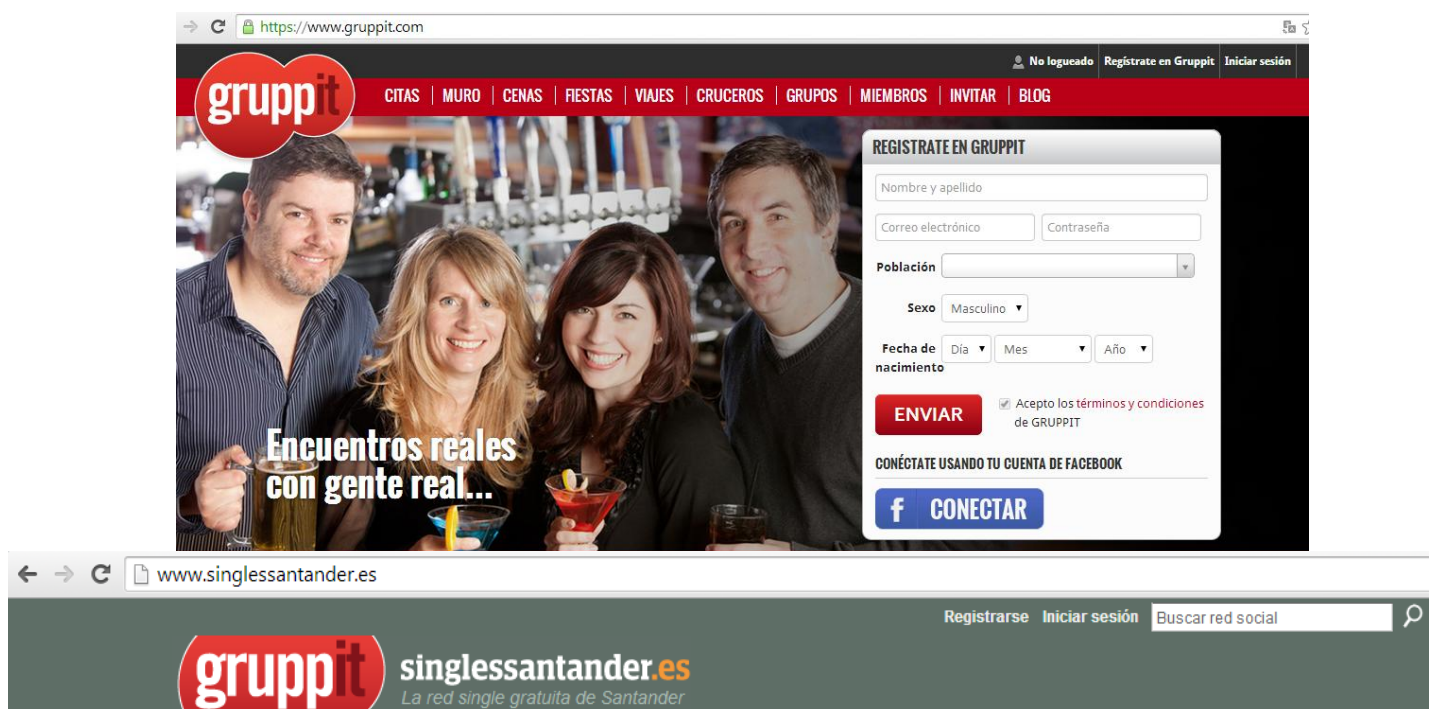 https://www.gruppit.com
No logueado Regístrate en Gruppit Iniciar sesión
gruppit
CITAS MURO CENAS FIESTAS VIAJES CRUCEROS GRUPOS MIEMBROS INVITAR BLOG
REGISTRATE EN GRUPPIT
Nombre y apellido
Correo electrónico Contraseña
Población
Sexo Masculino
Fecha de nacimiento Día Mes Año
ENVIAR
Acepto los términos y condiciones
de GRUPPIT
Encuentros reales
con gente real...
CONÉCTATE USANDO TU CUENTA DE FACEBOOK
f CONECTAR
www.singlessantander.es
Registrarse Iniciar sesión Buscar red social
gruppit singlessantander.es
La red single gratuita de Santander